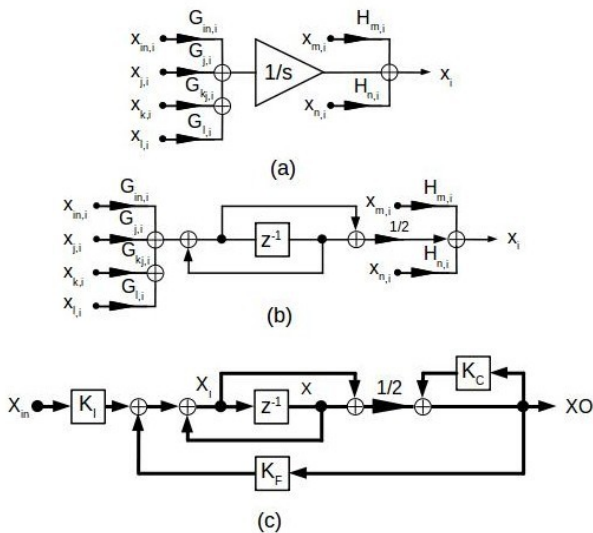 G_in,i
x_in,i
x_m,i H_m,i
G_j,i
x_j,i
1/s
x_i
G_kj,i
x_k,i
H_n,i
x_n,i
G_l,i
x_l,i
(a)
G_in,i
x_in,i
x_m,i H_m,i
G_j,i
x_j,i
z^-1
1/2
x_i
G_kj,i
x_k,i
H_n,i
x_n,i
G_l,i
x_l,i
(b)
K_C
X_I X 1/2
X_in K_I z^-1 XO
K_F
(c)